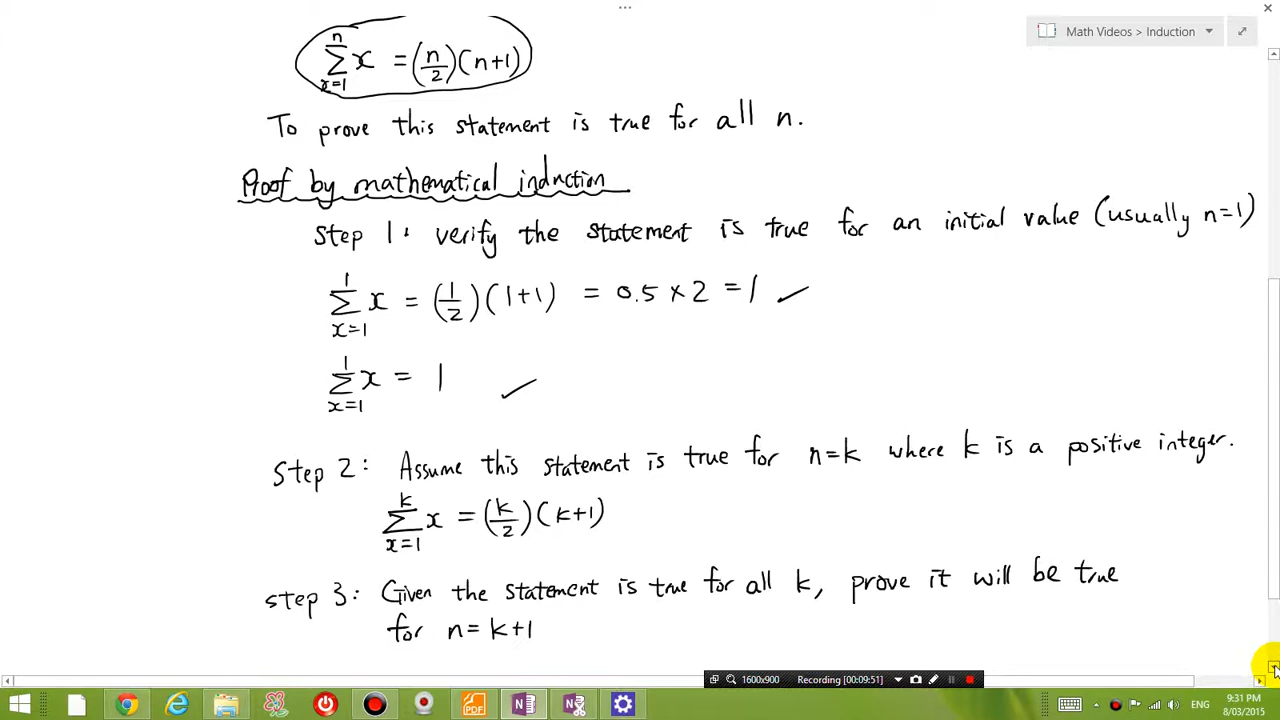 Math Videos > Induction
n
∑ x = (n/2)(n+1)
x=1
To prove this statement is true for all n.
Proof by mathematical induction
Step 1: verify the statement is true for an initial value (usually n=1)
1
∑ x = (1/2)(1+1) = 0.5 × 2 = 1 ✓
x=1
1
∑ x = 1 ✓
x=1
Step 2: Assume this statement is true for n=k where k is a positive integer.
k
∑ x = (k/2)(k+1)
x=1
step 3: Given the statement is true for all k, prove it will be true
for n=k+1
1600x900 Recording [00:09:51]
PDF
ENG
9:31 PM
8/03/2015